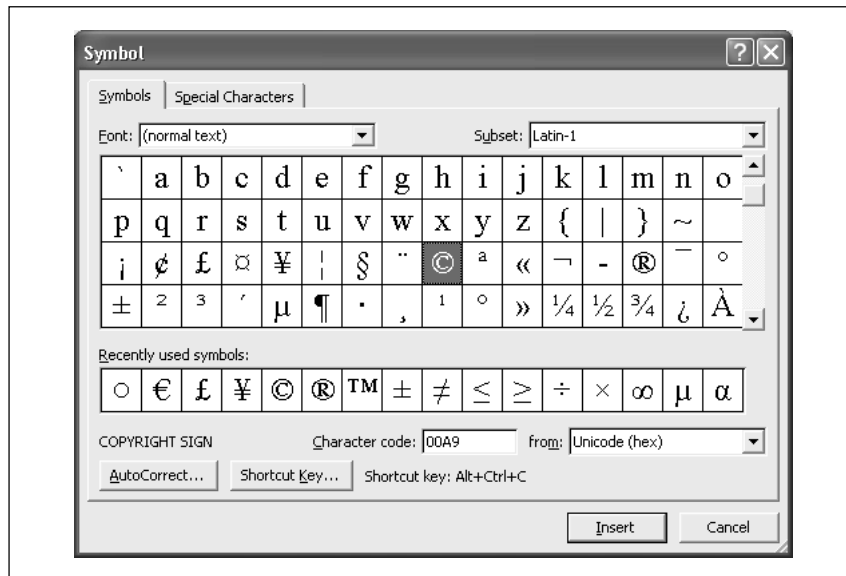 Symbol
Symbols Special Characters
Font: (normal text) Subset: Latin-1
` a b c d e f g h i j k l m n o
p q r s t u v w x y z { | } ~
¡ ¢ £ ¤ ¥ ¦ § ¨ © ª « ¬ - ® ¯ °
± ² ³ ´ µ ¶ · ¸ ¹ º » ¼ ½ ¾ ¿ À
Recently used symbols:
○ € £ ¥ © ® ™ ± ≠ ≤ ≥ ÷ × ∞ µ α
COPYRIGHT SIGN Character code: 00A9 from: Unicode (hex)
AutoCorrect... Shortcut Key... Shortcut key: Alt+Ctrl+C
Insert Cancel